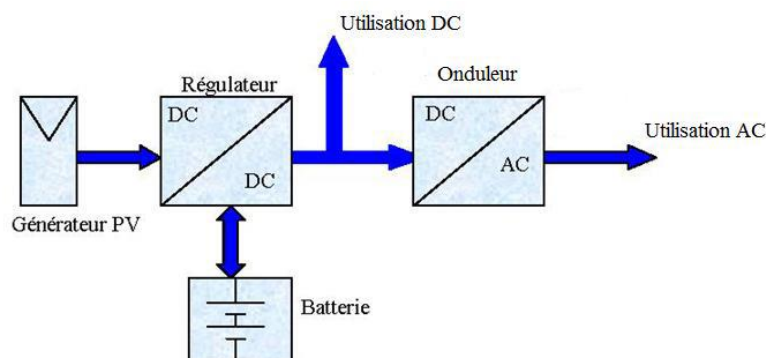 Utilisation DC
Régulateur
Onduleur
DC
DC
DC
AC
Utilisation AC
Générateur PV
Batterie